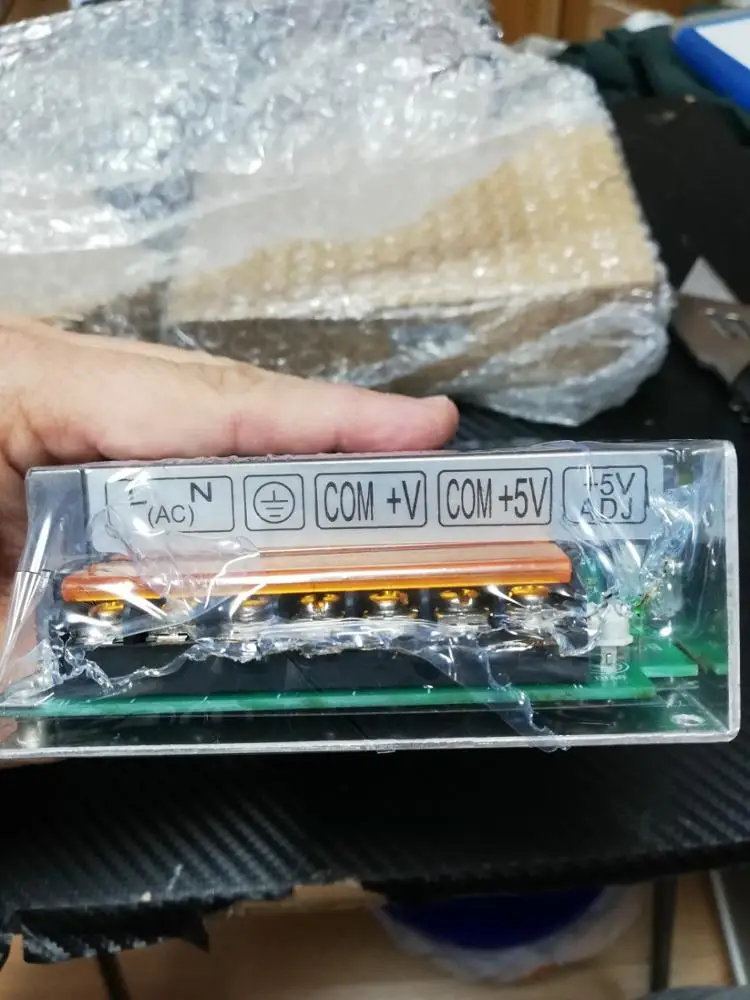 L N
(AC)
COM +V
COM +5V
+5V
ADJ